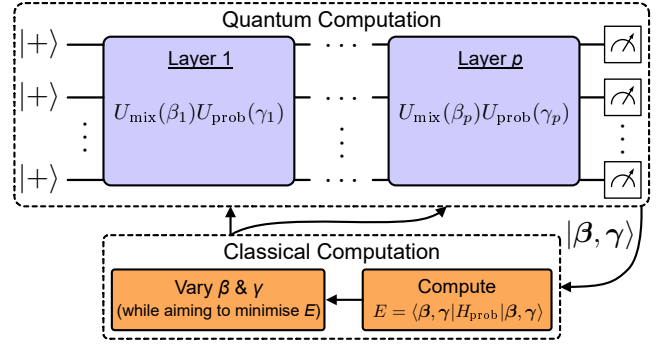 Quantum Computation
|+⟩
|+⟩
|+⟩
Layer 1
U_mix(β_1)U_prob(γ_1)
Layer p
U_mix(β_p)U_prob(γ_p)
|β, γ⟩
Classical Computation
Vary β & γ
(while aiming to minimise E)
Compute
E = ⟨β, γ|H_prob|β, γ⟩